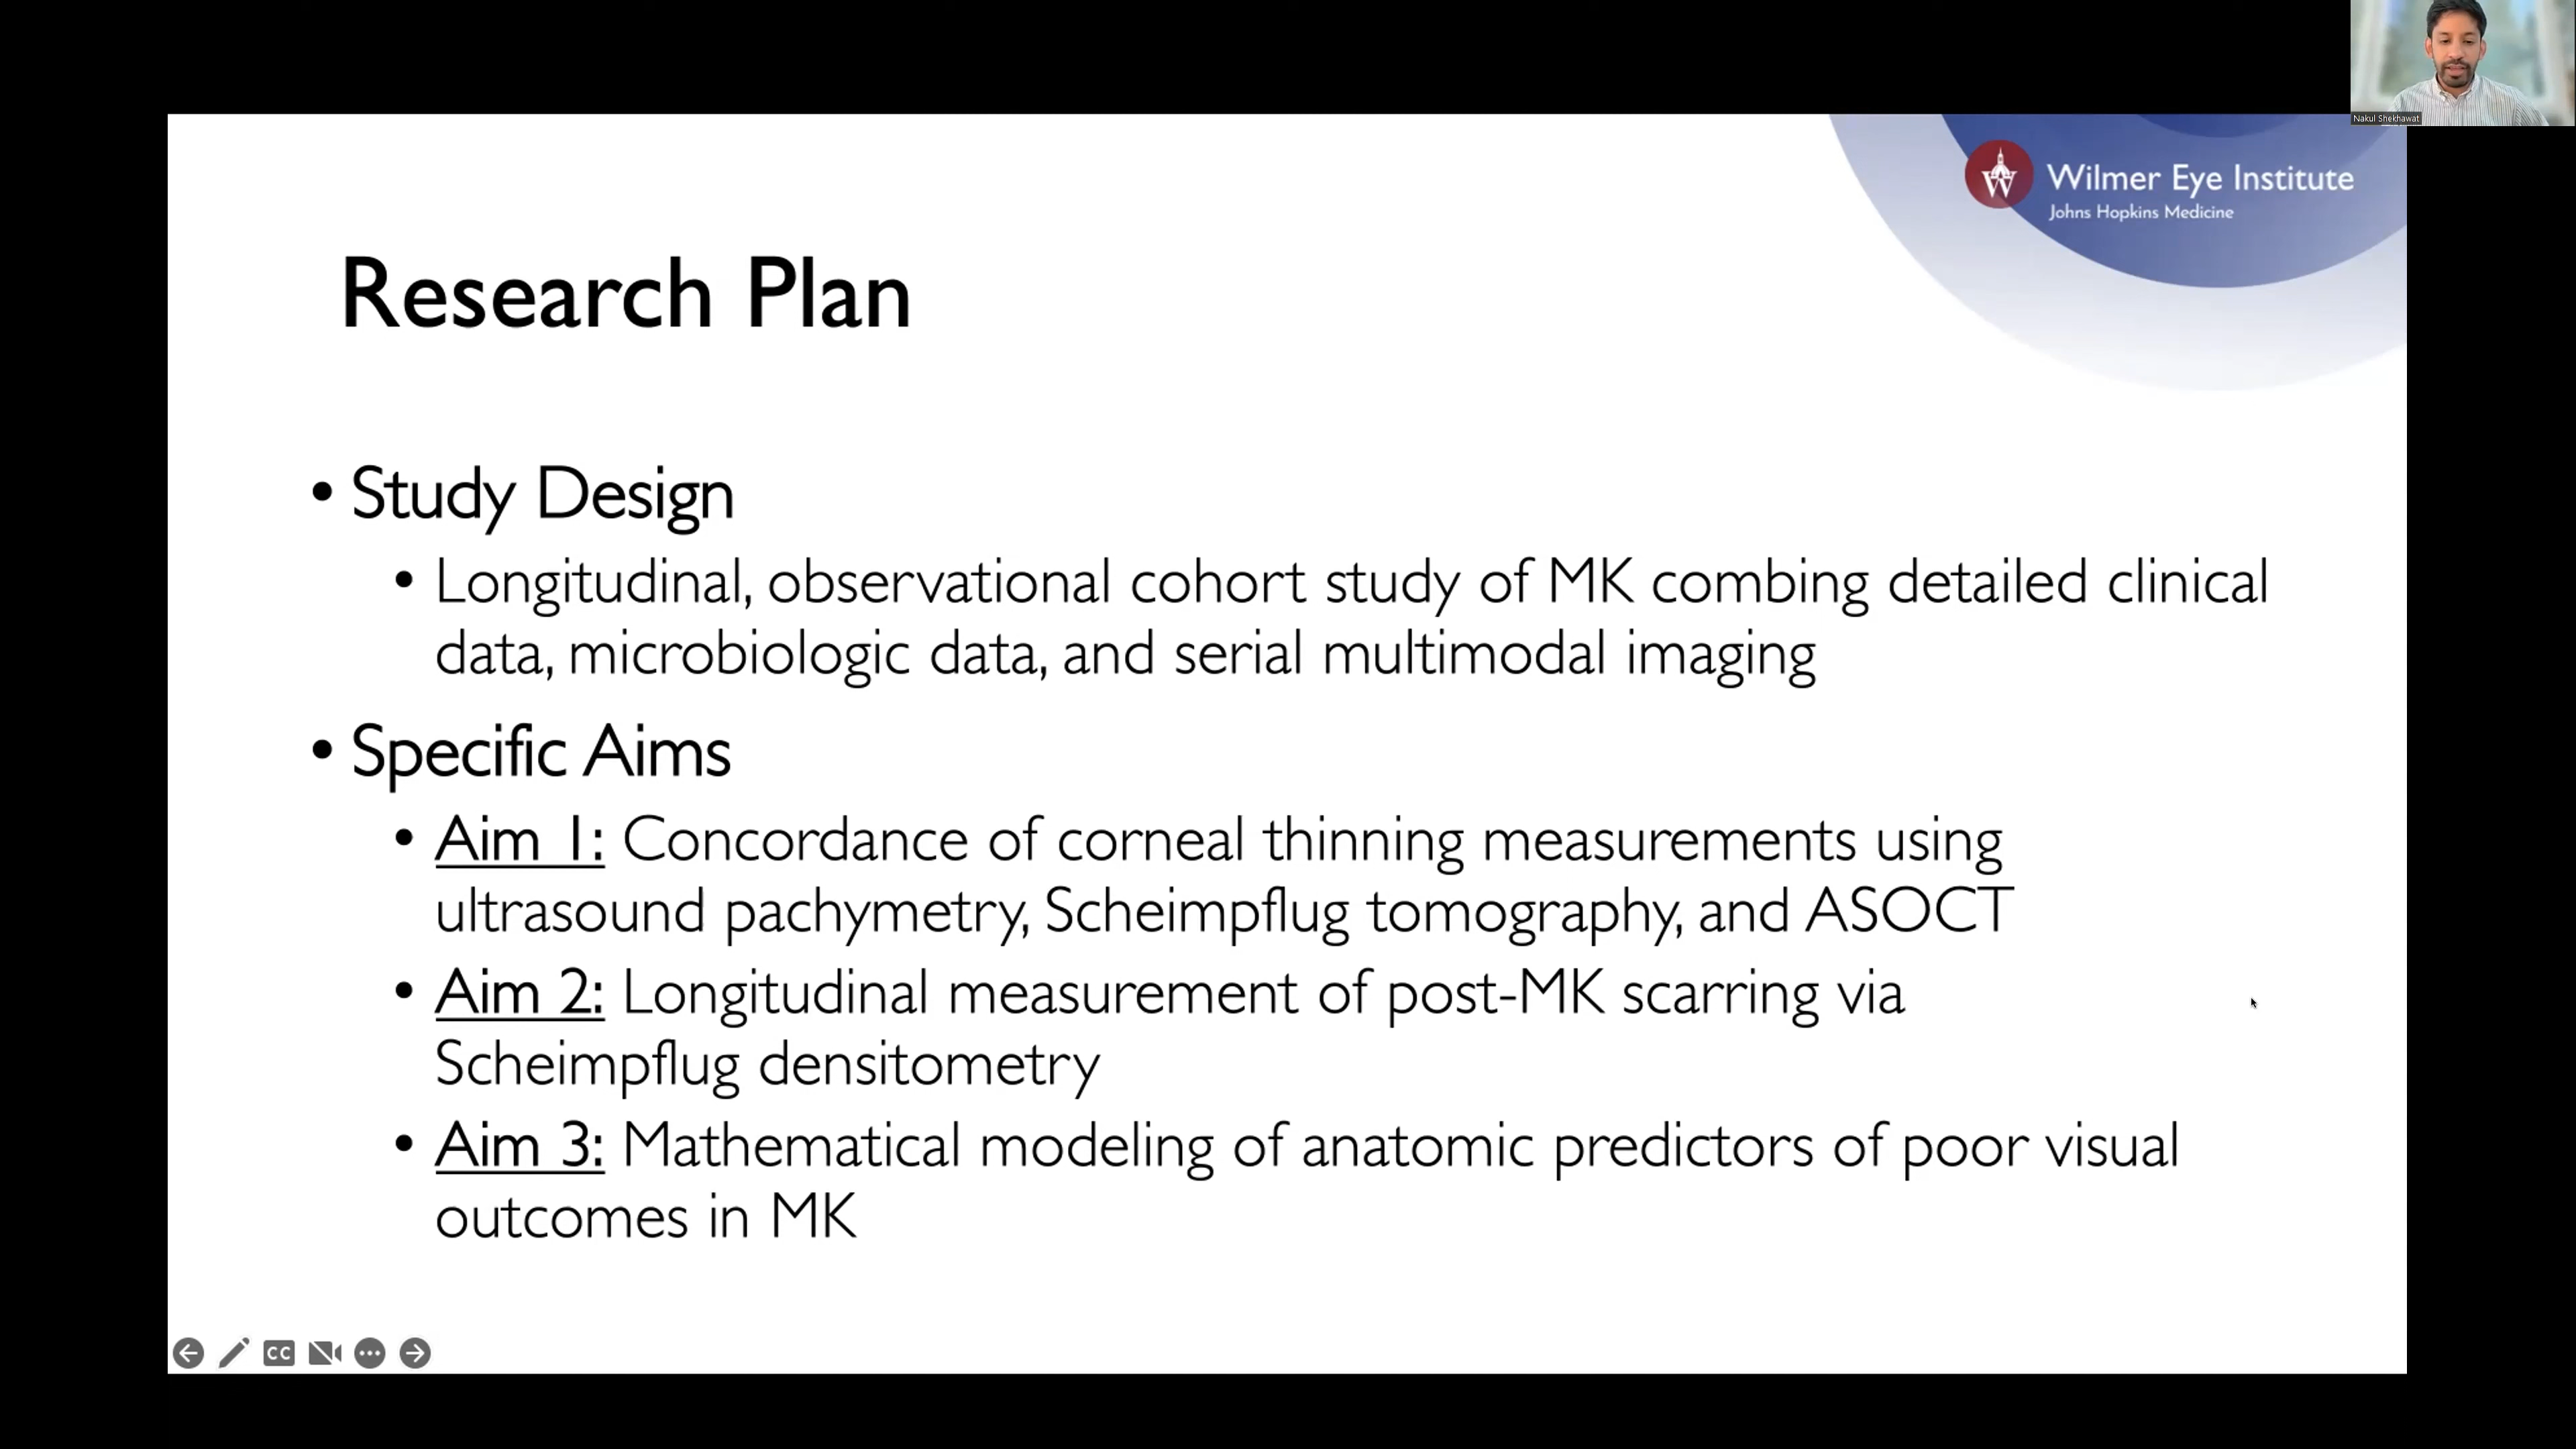 Nakul Shekhawat
W
Wilmer Eye Institute
Johns Hopkins Medicine
Research Plan
• Study Design
• Longitudinal, observational cohort study of MK combing detailed clinical
data, microbiologic data, and serial multimodal imaging
• Specific Aims
• Aim 1: Concordance of corneal thinning measurements using
ultrasound pachymetry, Scheimpflug tomography, and ASOCT
• Aim 2: Longitudinal measurement of post-MK scarring via
Scheimpflug densitometry
• Aim 3: Mathematical modeling of anatomic predictors of poor visual
outcomes in MK
CC